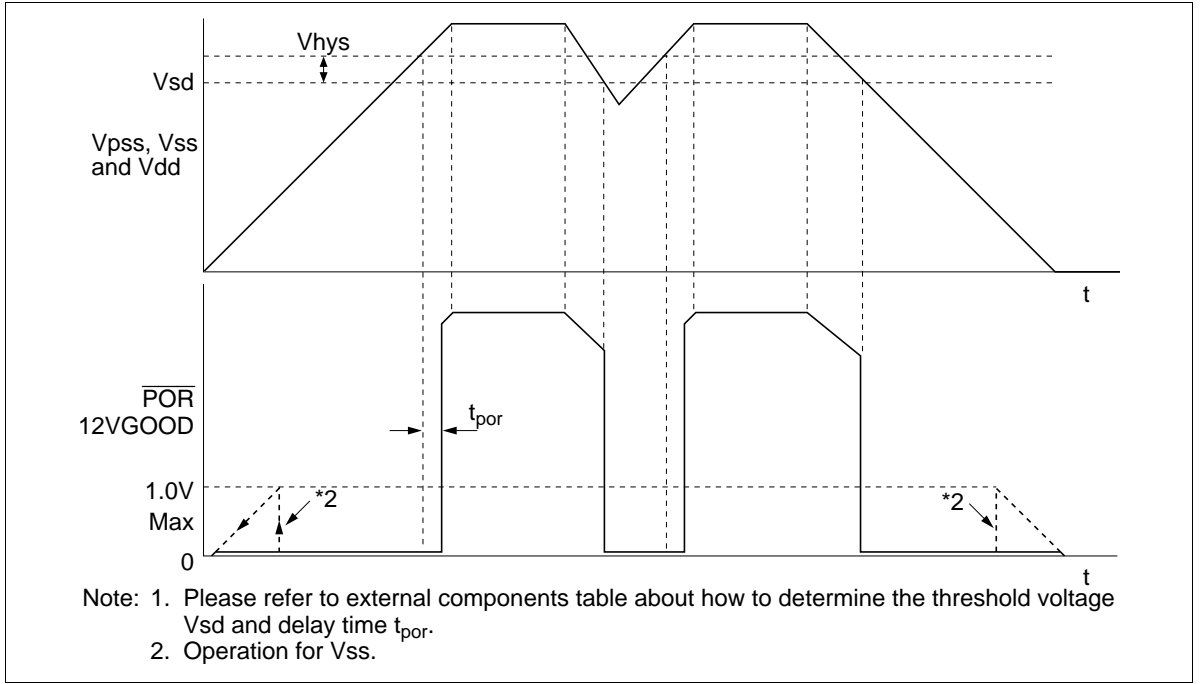 Vhys
Vsd
Vpss, Vss
and Vdd
t
POR
12VGOOD
tpor
1.0V
Max
*2
*2
0
t
Note: 1. Please refer to external components table about how to determine the threshold voltage
Vsd and delay time tpor.
2. Operation for Vss.